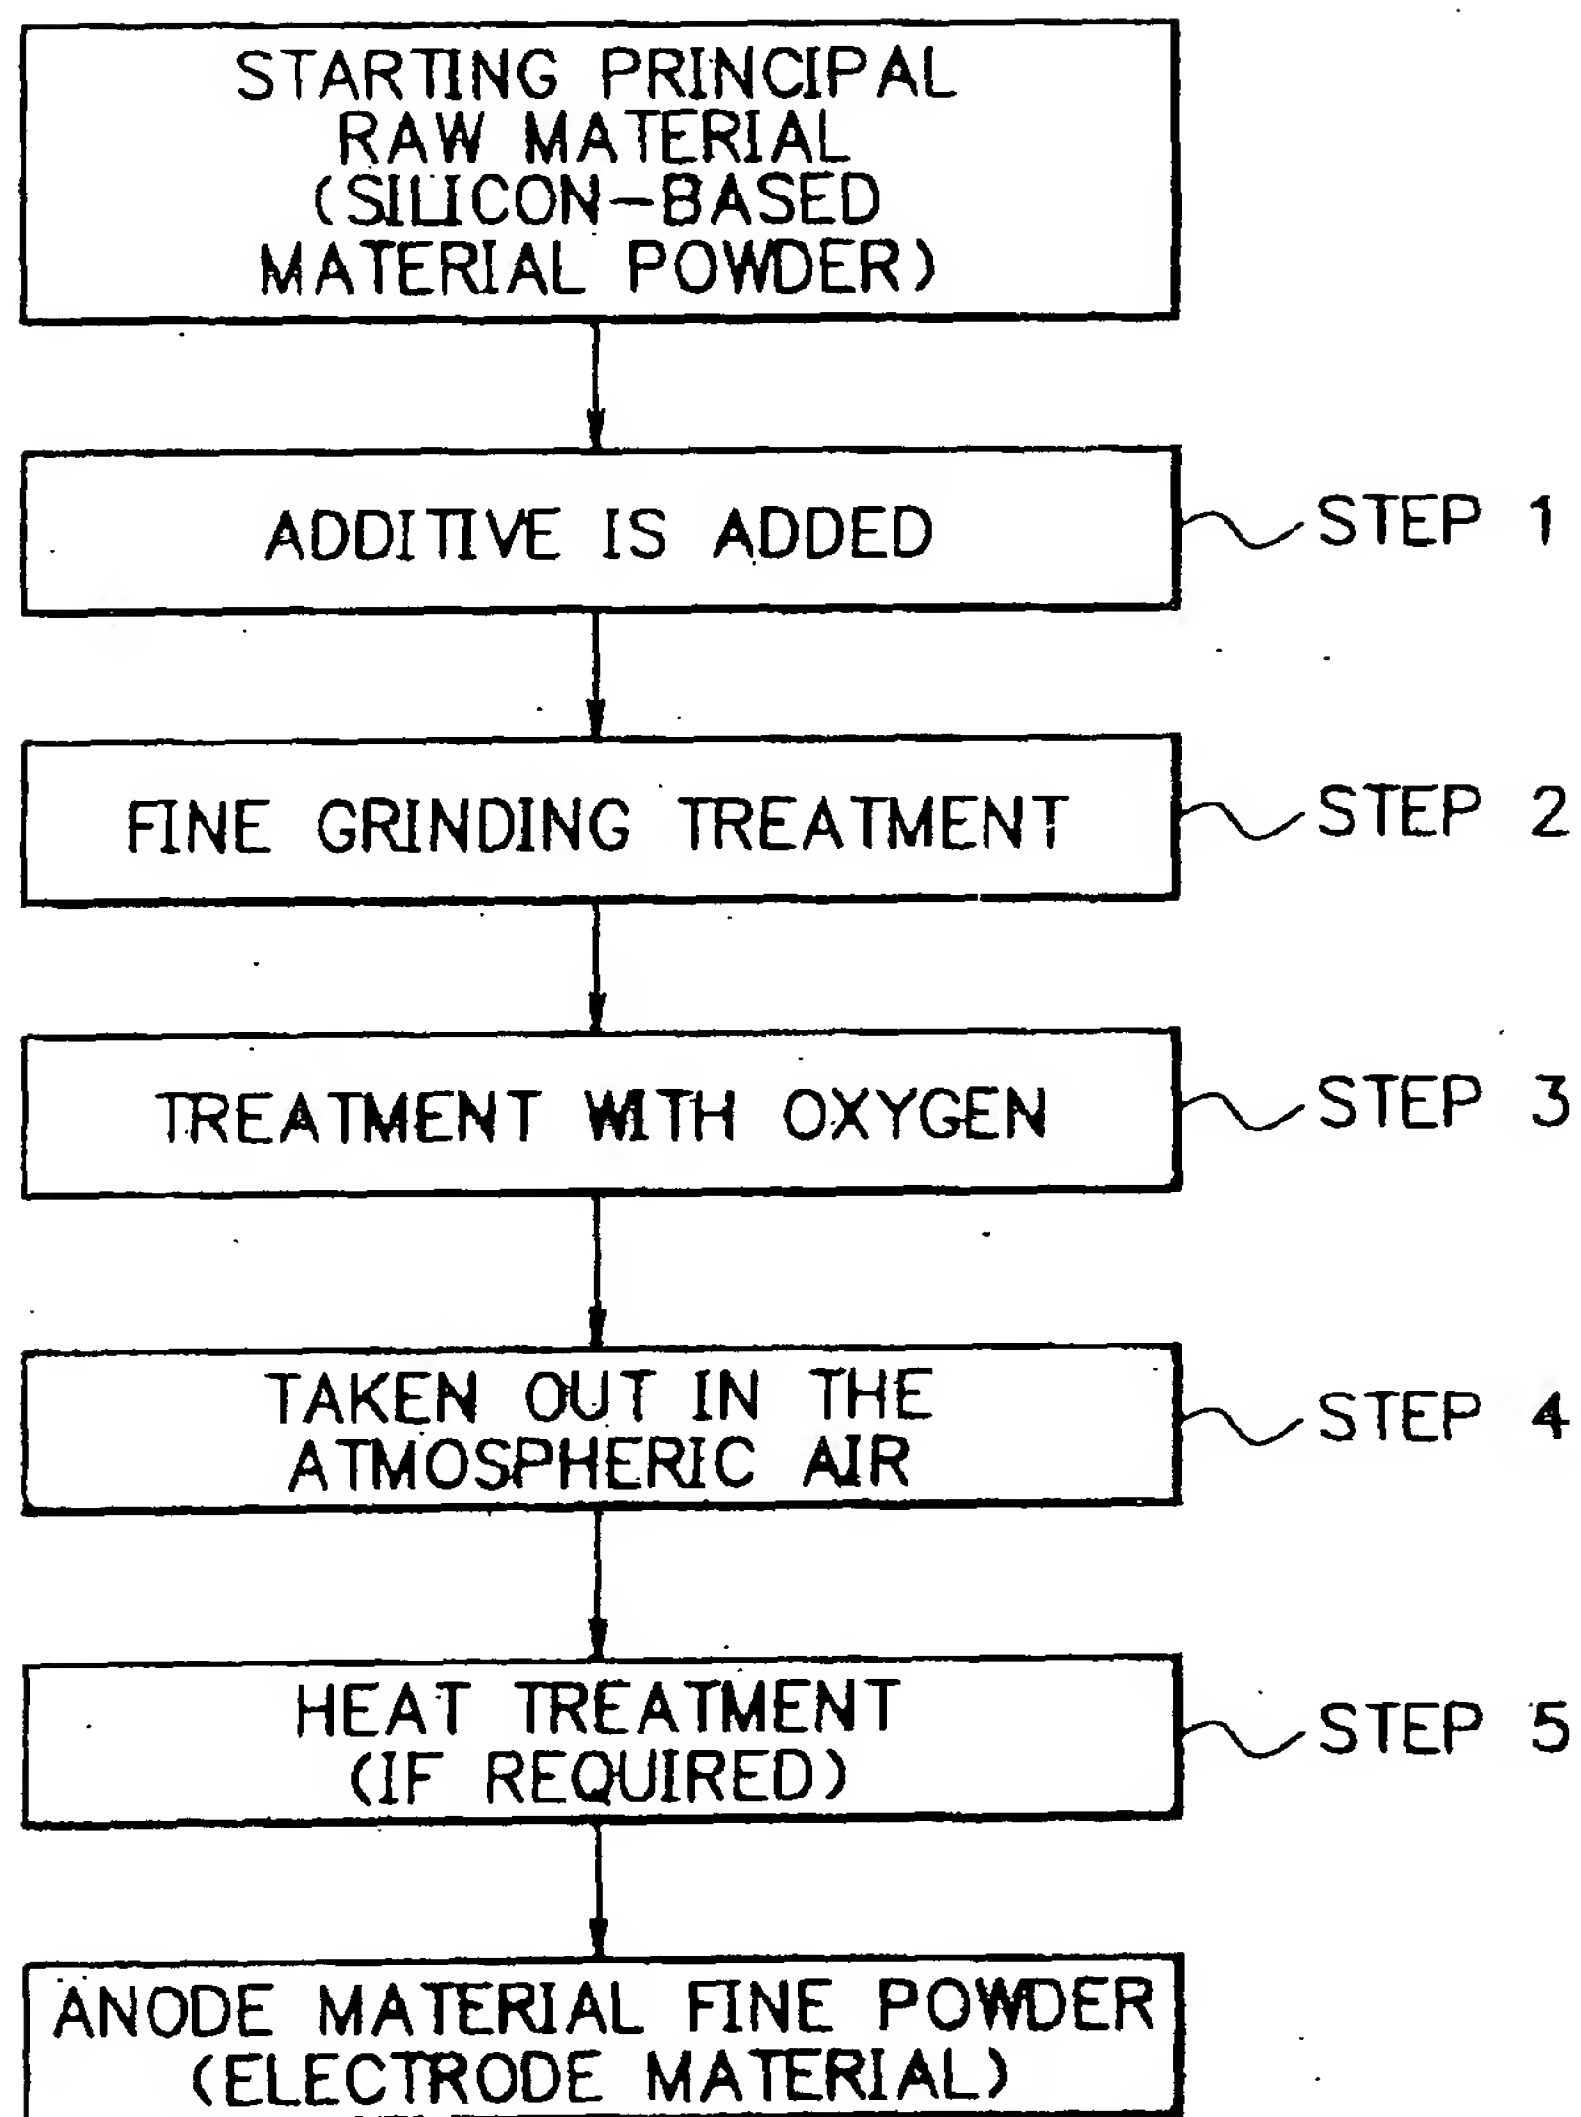 STARTING PRINCIPAL
RAW MATERIAL
(SILICON-BASED
MATERIAL POWDER)
ADDITIVE IS ADDED
STEP 1
FINE GRINDING TREATMENT
STEP 2
TREATMENT WITH OXYGEN
STEP 3
TAKEN OUT IN THE
ATMOSPHERIC AIR
STEP 4
HEAT TREATMENT
(IF REQUIRED)
STEP 5
ANODE MATERIAL FINE POWDER
(ELECTRODE MATERIAL)